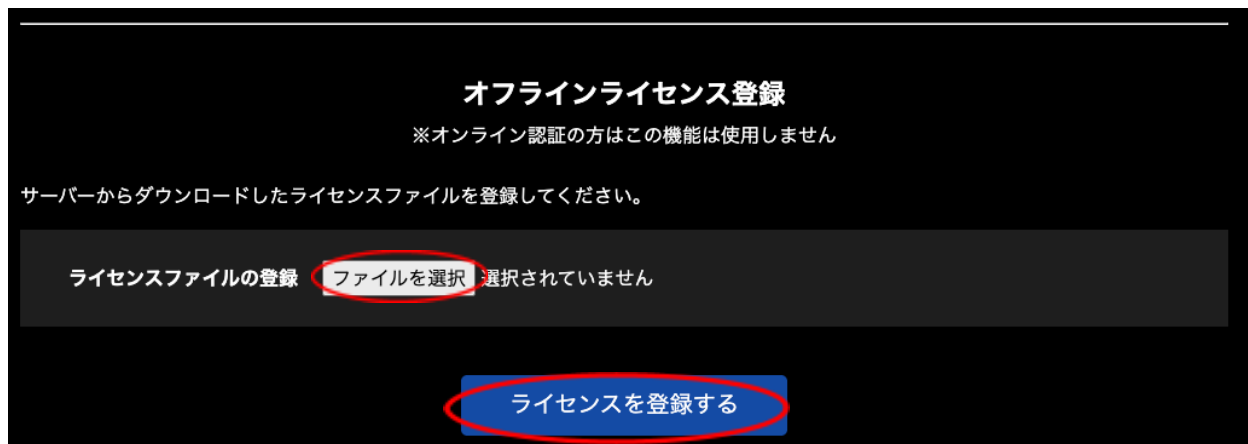 オフラインライセンス登録
※オンライン認証の方はこの機能は使用しません
サーバーからダウンロードしたライセンスファイルを登録してください。
ライセンスファイルの登録 ファイルを選択 選択されていません
ライセンスを登録する